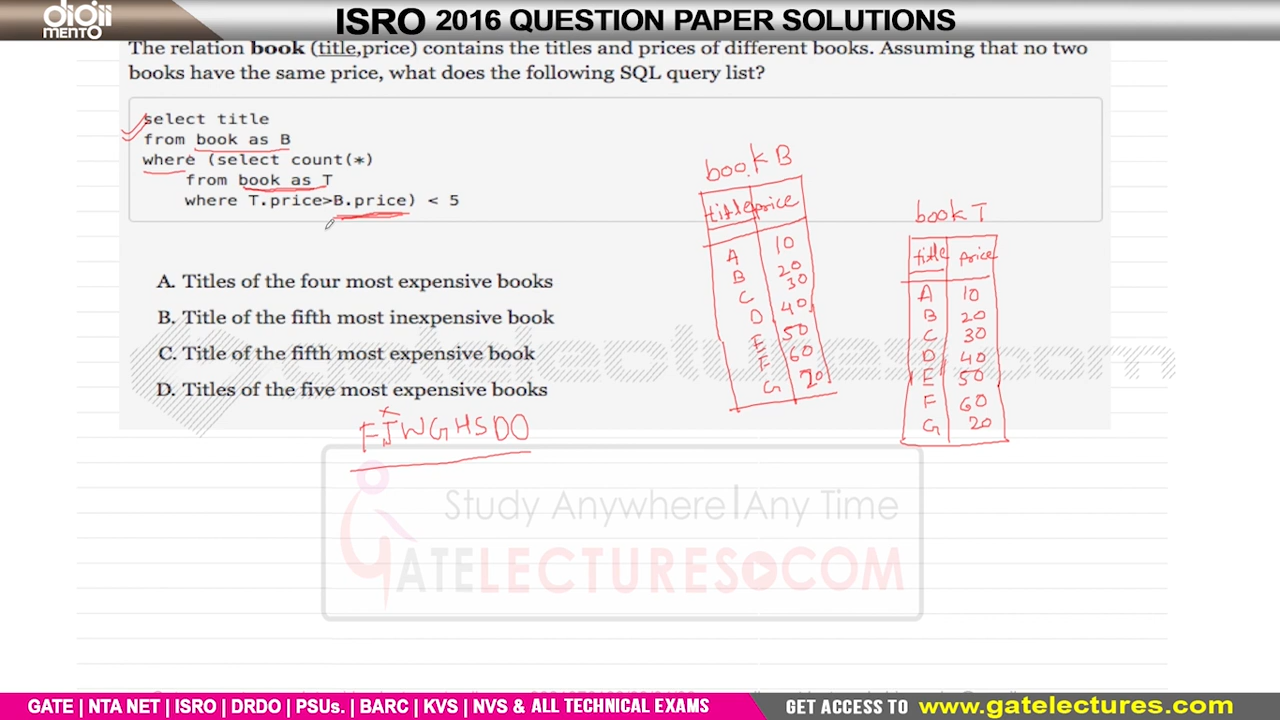 digii
mento
ISRO 2016 QUESTION PAPER SOLUTIONS
The relation book (title,price) contains the titles and prices of different books. Assuming that no two
books have the same price, what does the following SQL query list?
select title
from book as B
where (select count(*)
from book as T
where T.price>B.price) < 5
A. Titles of the four most expensive books
B. Title of the fifth most inexpensive book
C. Title of the fifth most expensive book
D. Titles of the five most expensive books
FJWGHSDO
x
book B
title price
A 10
B 20
C 30
D 40
E 50
F 60
G 70
book T
title Price
A 10
B 20
C 30
D 40
E 50
F 60
G 20
gatelectures.com
Study Anywhere|Any Time
GATELECTURES.COM
GATE | NTA NET | ISRO | DRDO | PSUs. | BARC | KVS | NVS & ALL TECHNICAL EXAMS
GET ACCESS TO www.gatelectures.com